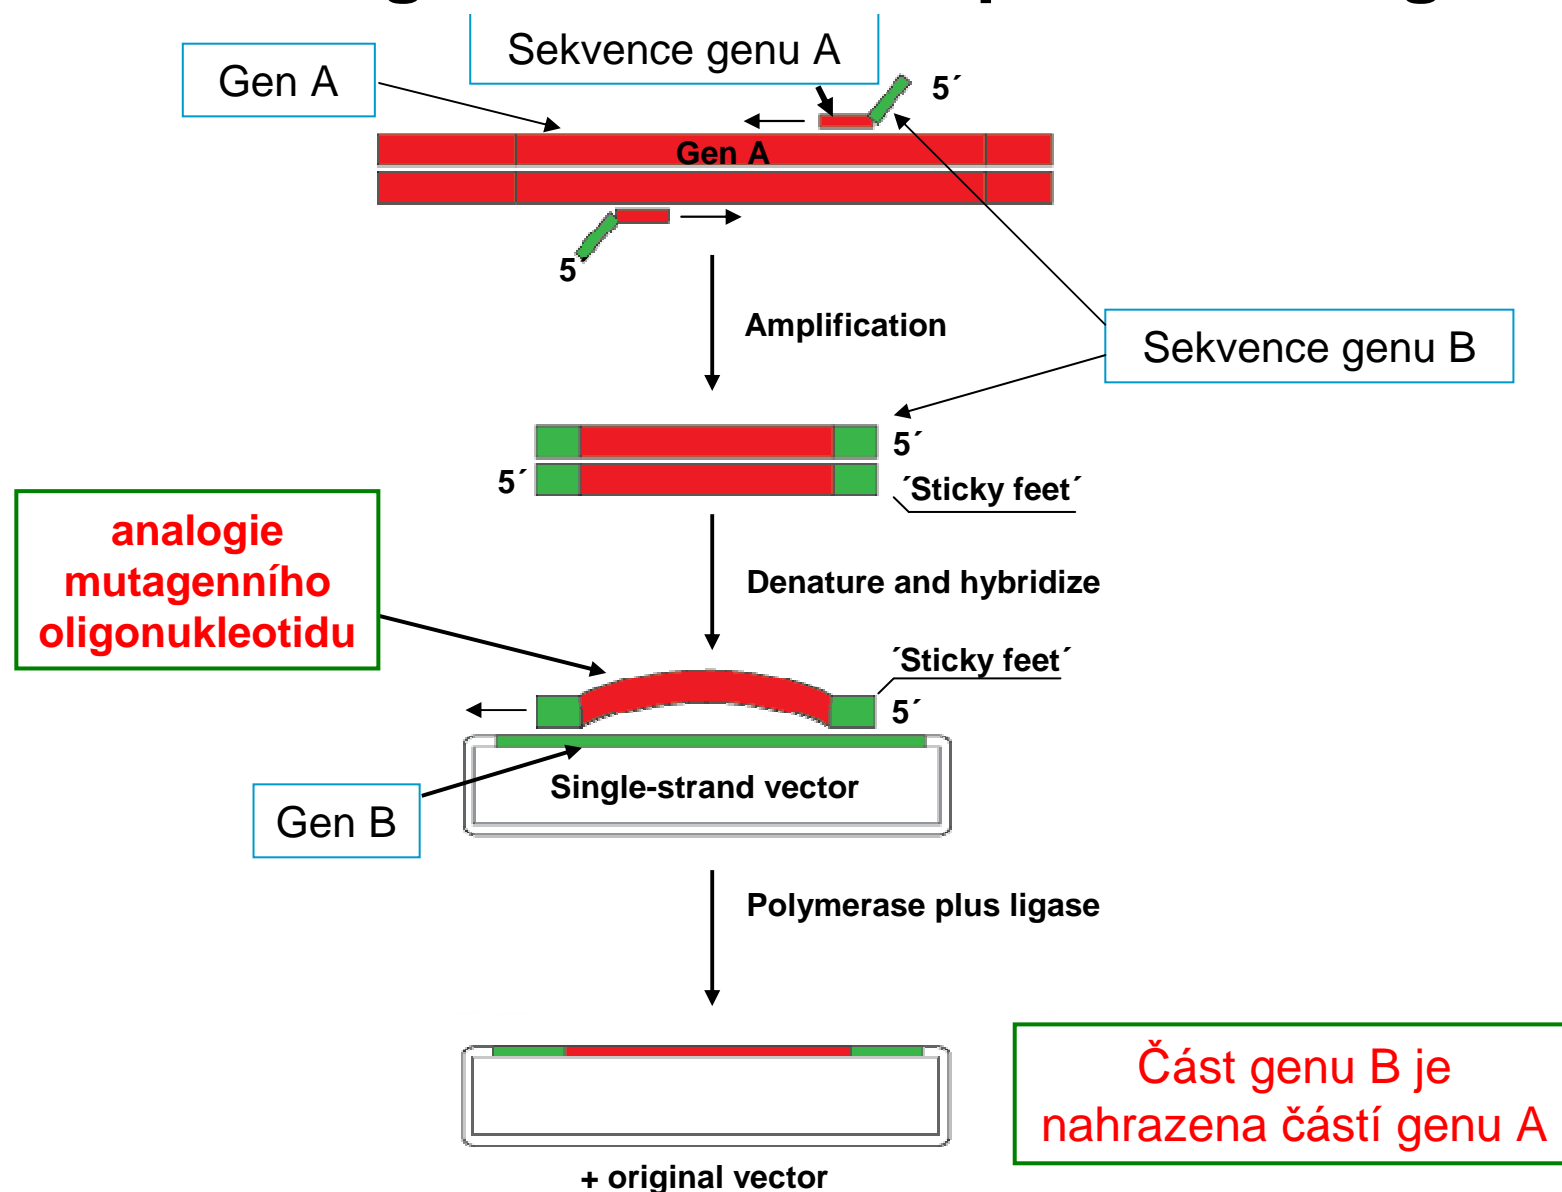 Sekvence genu A
Gen A
5´
Gen A
5
Amplification
Sekvence genu B
5´
5´
´Sticky feet´
analogie
mutagenního
oligonukleotidu
Denature and hybridize
´Sticky feet´
5´
Single-strand vector
Gen B
Polymerase plus ligase
Část genu B je
nahrazena částí genu A
+ original vector